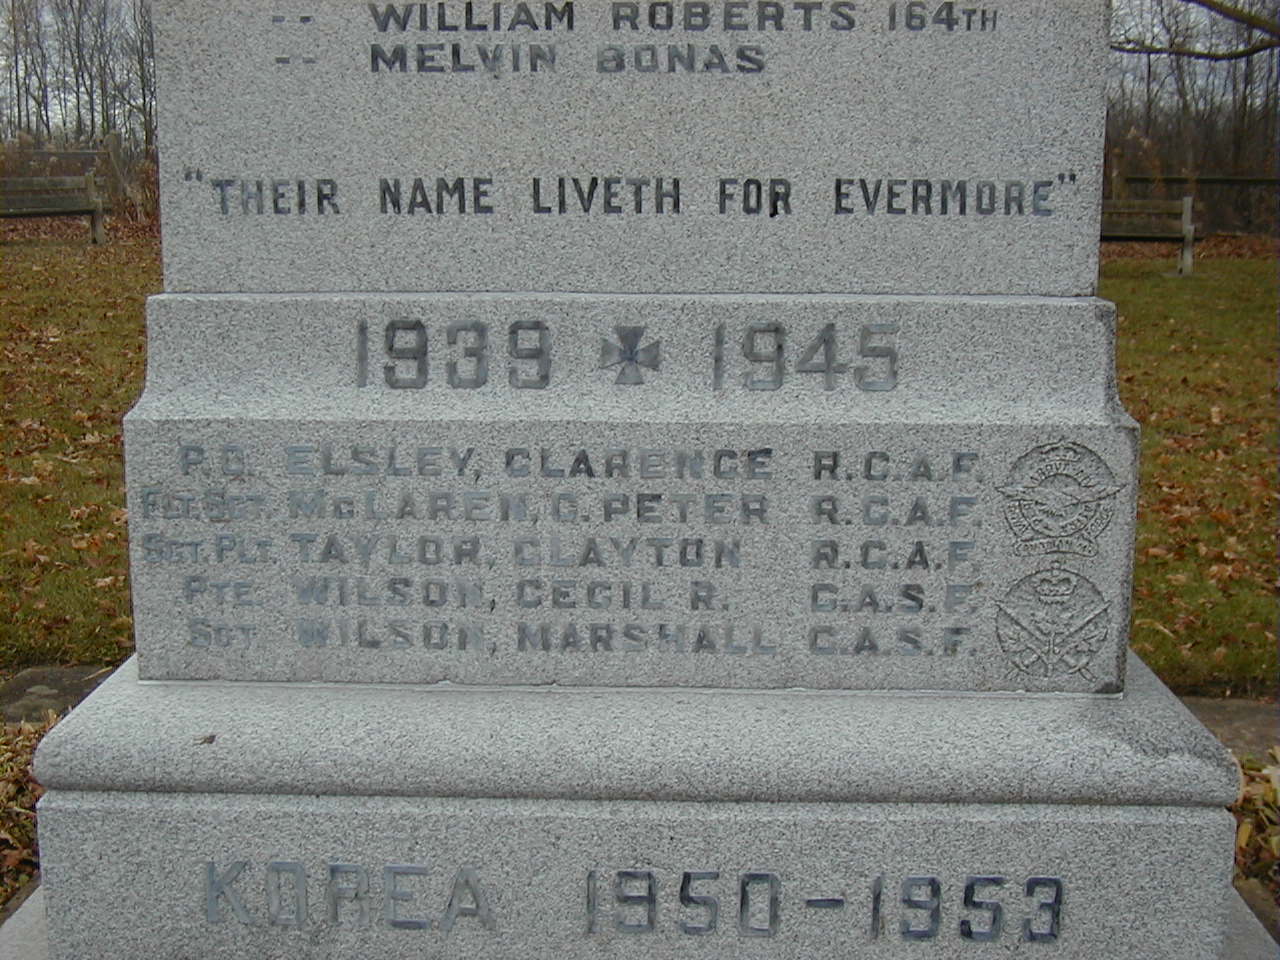 " " WILLIAM ROBERTS 164TH
" " MELVIN BONAS
"THEIR NAME LIVETH FOR EVERMORE"
1939 1945
P.O. ELSLEY, CLARENCE R.C.A.F.
FLT. SGT. MCLAREN, G. PETER R.C.A.F.
SGT. PLT. TAYLOR, CLAYTON R.C.A.F.
PTE. WILSON, CECIL R. C.A.S.F.
SGT. WILSON, MARSHALL C.A.S.F.
KOREA 1950-1953